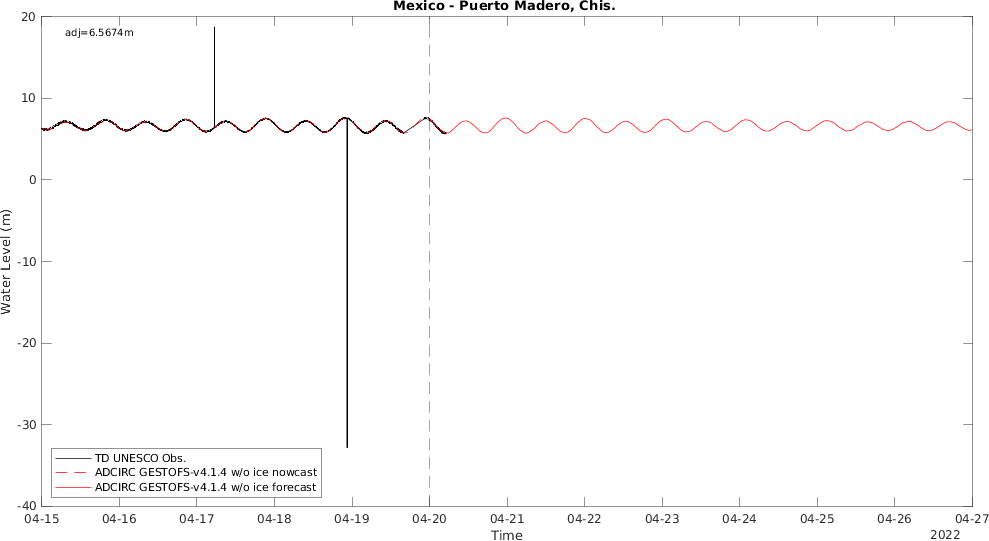 Mexico - Puerto Madero, Chis.
adj=6.5674m
20
10
0
-10
-20
-30
-40
Water Level (m)
TD UNESCO Obs.
ADCIRC GESTOFS-v4.1.4 w/o ice nowcast
ADCIRC GESTOFS-v4.1.4 w/o ice forecast
04-15 04-16 04-17 04-18 04-19 04-20 04-21 04-22 04-23 04-24 04-25 04-26 04-27
Time
2022